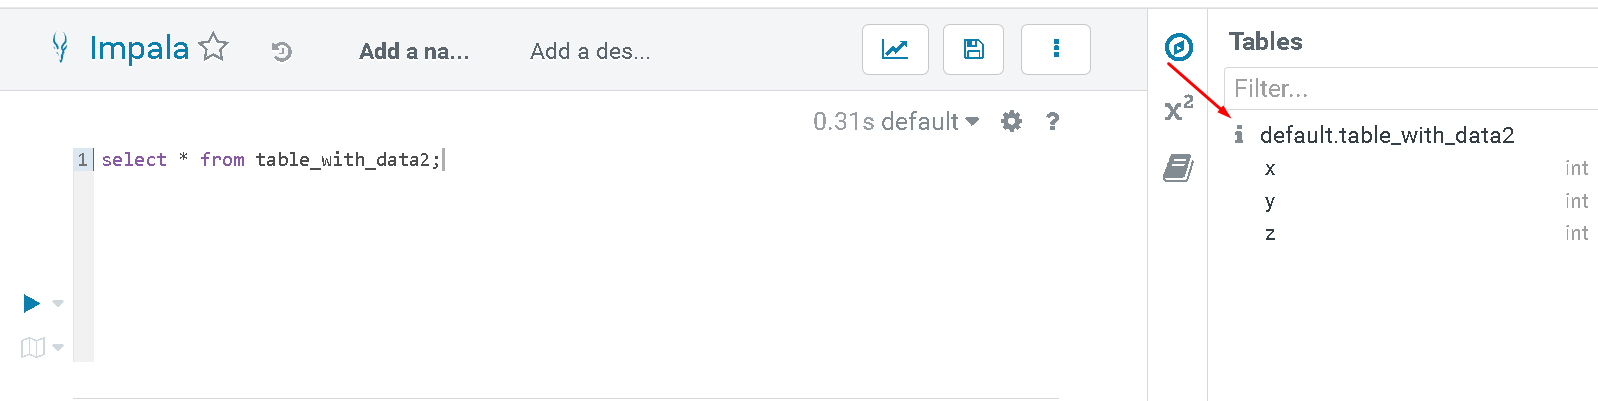 Impala
Add a na...
Add a des...
0.31s default
?
1 select * from table_with_data2;
x²
Tables
Filter...
i default.table_with_data2
x int
y int
z int